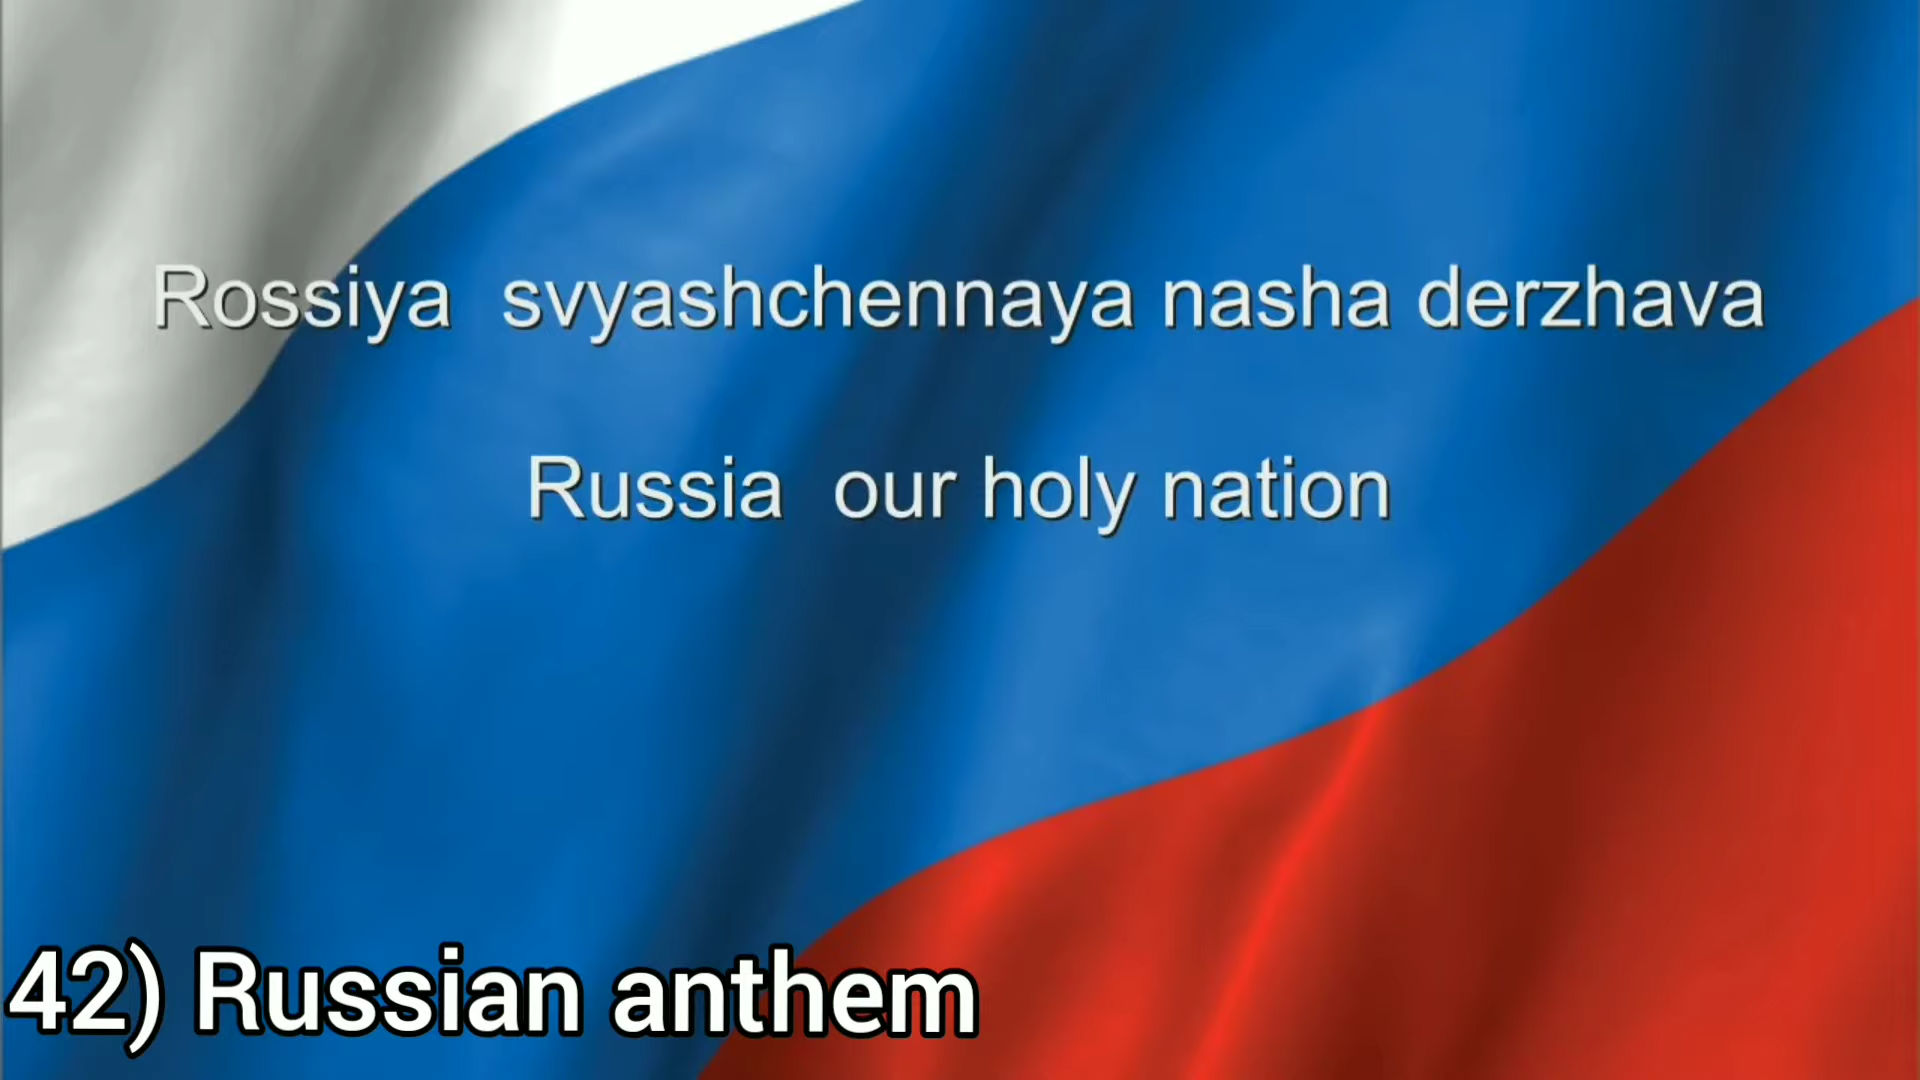 Rossiya  svyashchennaya nasha derzhava
Russia  our holy nation
42) Russian anthem